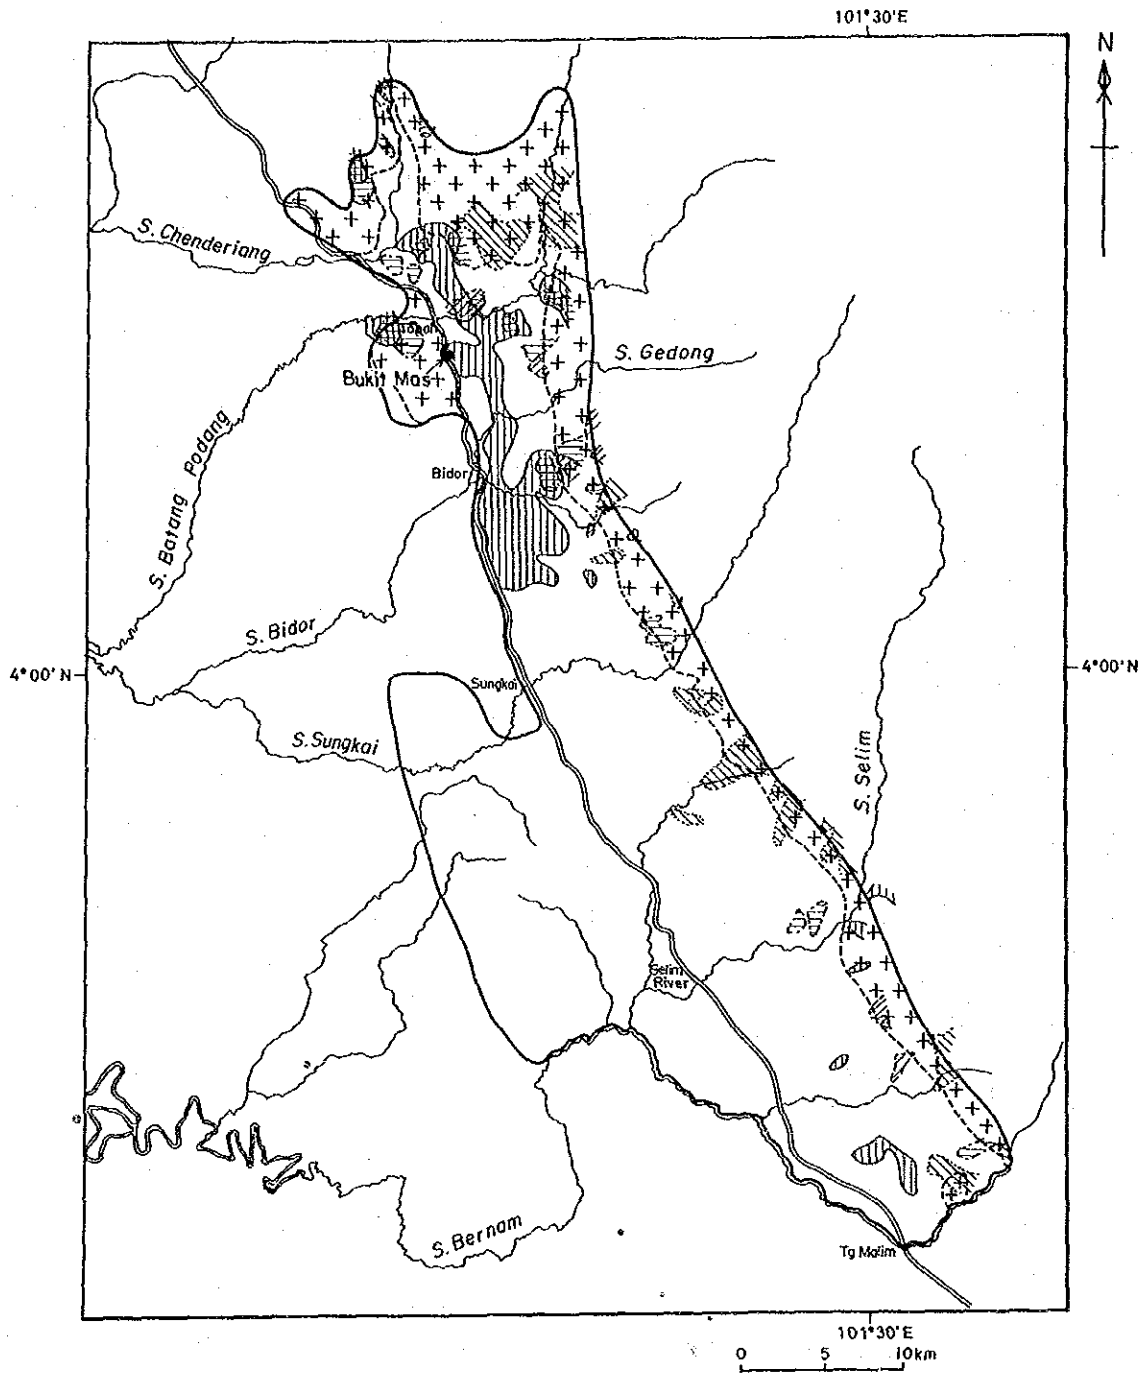 101°30'E
N
S. Chenderiang
Tapah
S. Gedong
Bukit Mas
S. Batang Padang
Bidor
S. Bidor
4°00' N
4°00' N
Sungkai
S. Sungkai
S. Selim
Selim
River
S. Bernam
Tg Malim
101°30'E
0 5 10km